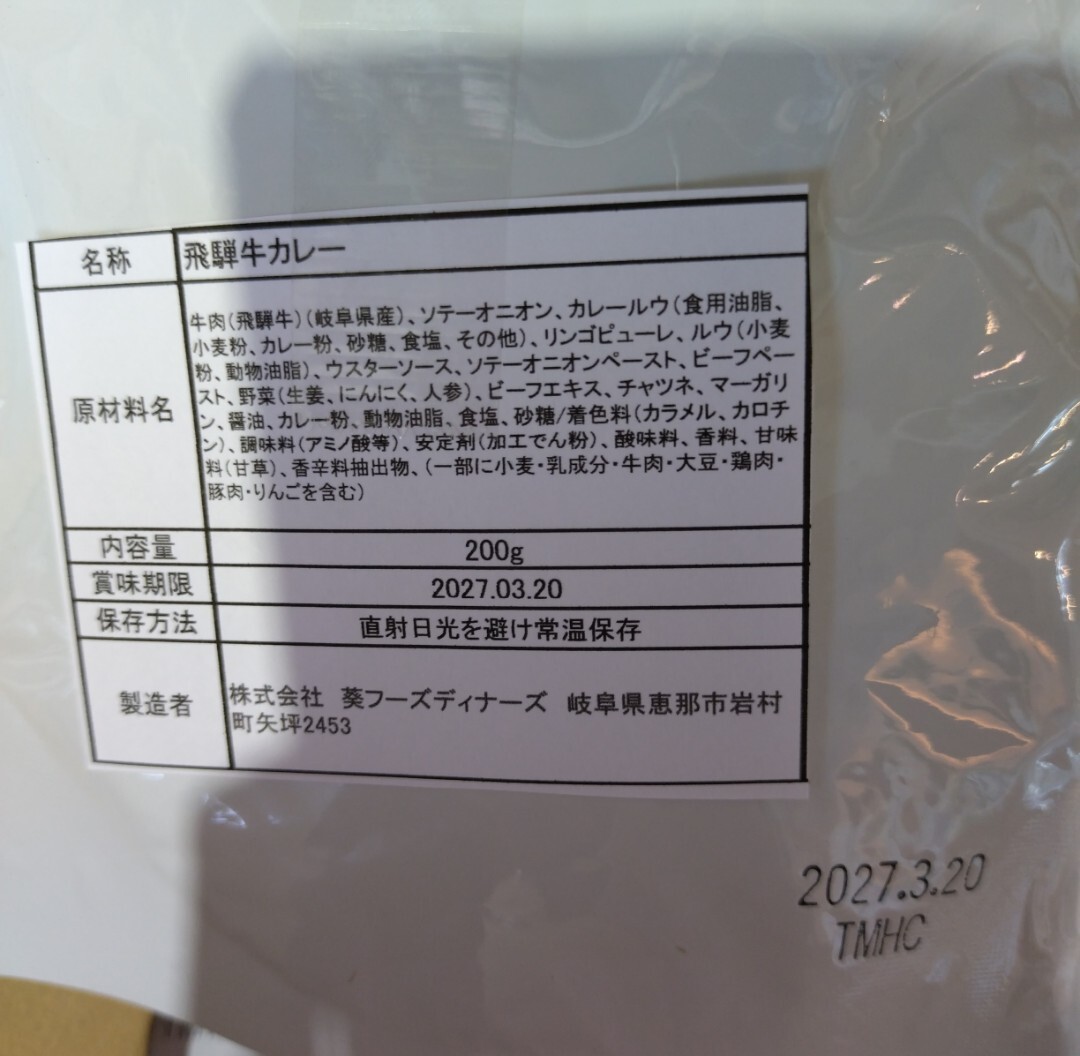 名称 飛騨牛カレー
原材料名
牛肉(飛騨牛)(岐阜県産)、ソテーオニオン、カレールウ(食用油脂、
小麦粉、カレー粉、砂糖、食塩、その他)、リンゴピューレ、ルウ(小麦
粉、動物油脂)、ウスターソース、ソテーオニオンペースト、ビーフペー
スト、野菜(生姜、にんにく、人参)、ビーフエキス、チャツネ、マーガリ
ン、醤油、カレー粉、動物油脂、食塩、砂糖/着色料(カラメル、カロチ
ン)、調味料(アミノ酸等)、安定剤(加工でん粉)、酸味料、香料、甘味
料(甘草)、香辛料抽出物、(一部に小麦・乳成分・牛肉・大豆・鶏肉・
豚肉・りんごを含む)
内容量 200g
賞味期限 2027.03.20
保存方法 直射日光を避け常温保存
製造者
株式会社 葵フーズディナーズ 岐阜県恵那市岩村
町矢坪2453
2027.3.20
TMHC